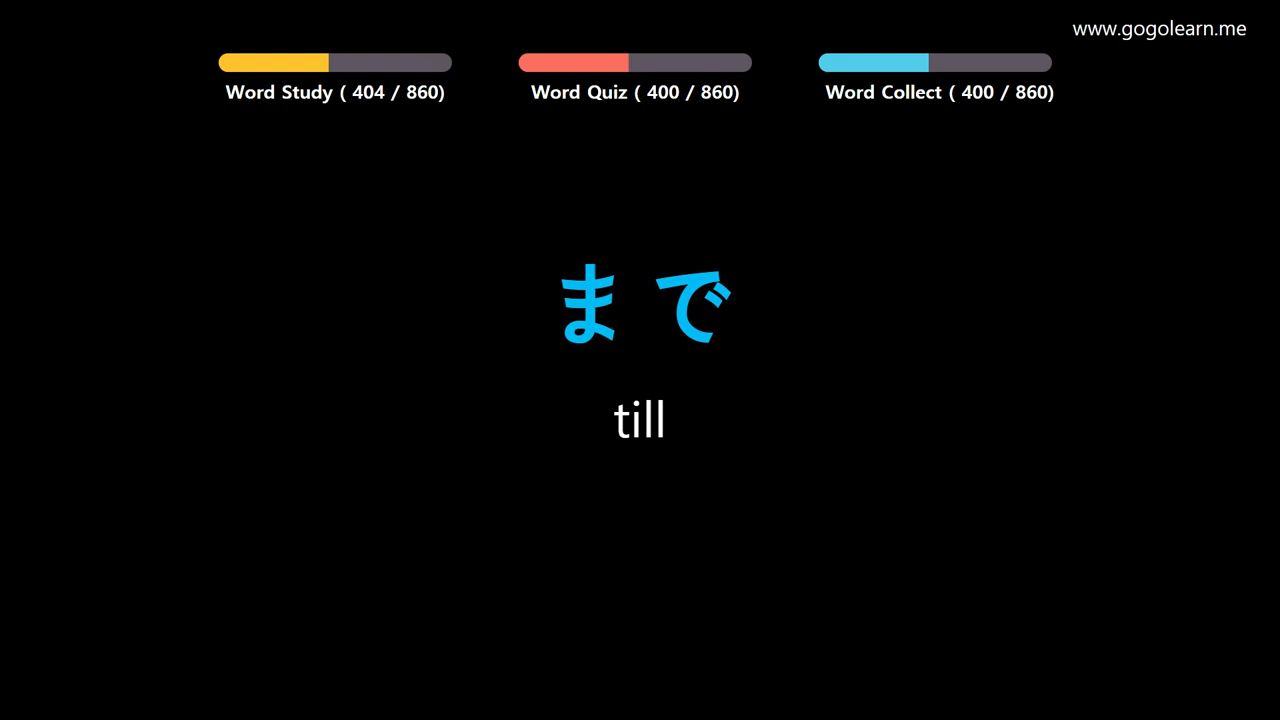 www.gogolearn.me
Word Study ( 404 / 860)
Word Quiz ( 400 / 860)
Word Collect ( 400 / 860)
まで
till